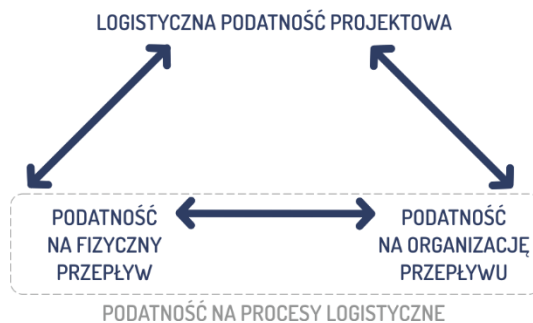 LOGISTYCZNA PODATNOŚĆ PROJEKTOWA
PODATNOŚĆ
NA FIZYCZNY
PRZEPŁYW
PODATNOŚĆ
NA ORGANIZACJĘ
PRZEPŁYWU
PODATNOŚĆ NA PROCESY LOGISTYCZNE